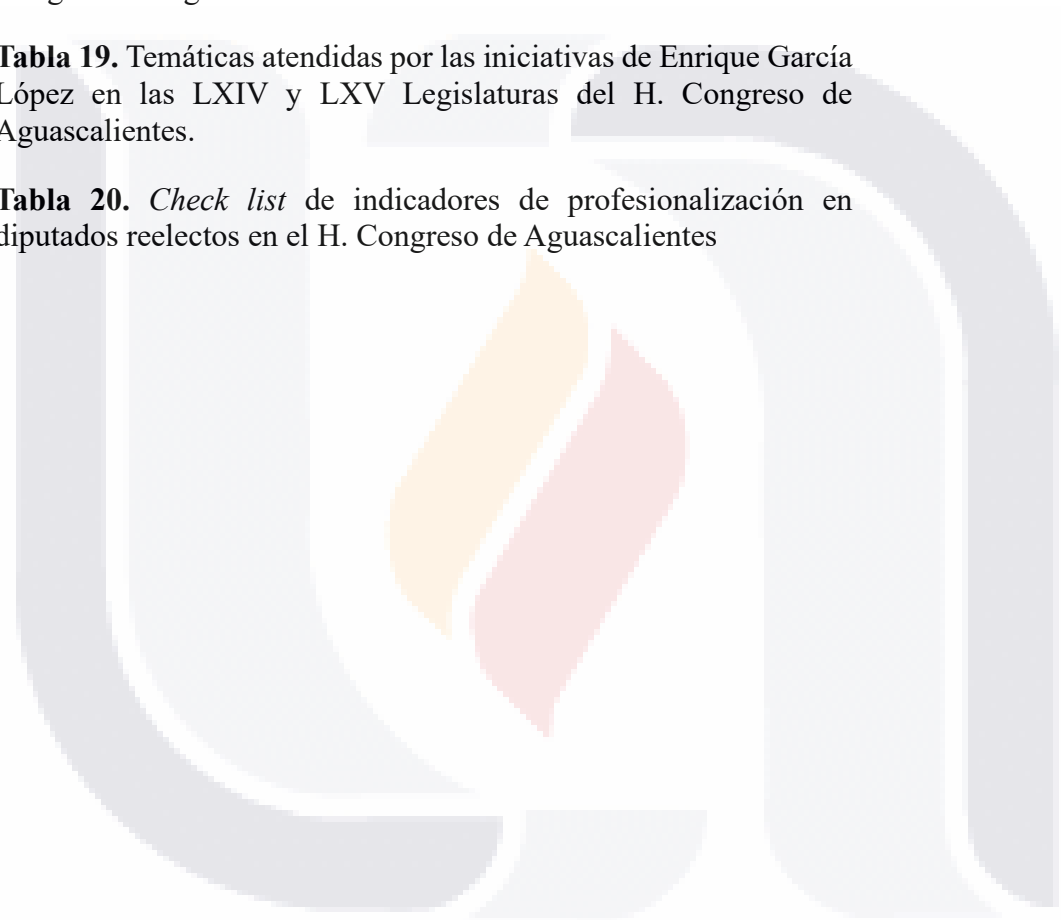 Tabla 19. Temáticas atendidas por las iniciativas de Enrique García
López en las LXIV y LXV Legislaturas del H. Congreso de
Aguascalientes.
Tabla 20. Check list de indicadores de profesionalización en
diputados reelectos en el H. Congreso de Aguascalientes